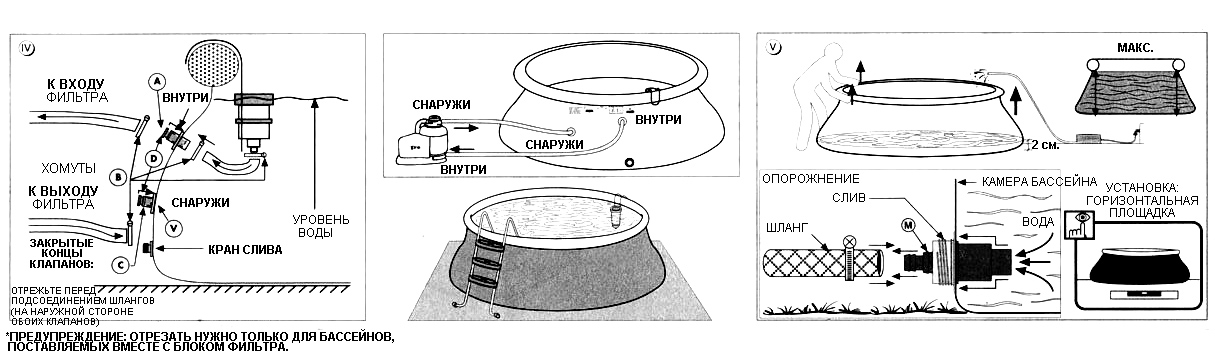 IV
К ВХОДУ
ФИЛЬТРА
A
ВНУТРИ
ХОМУТЫ
D
B
К ВЫХОДУ
ФИЛЬТРА
СНАРУЖИ
V
УРОВЕНЬ
ВОДЫ
ЗАКРЫТЫЕ
КОНЦЫ
КЛАПАНОВ:
C
КРАН СЛИВА
ОТРЕЖЬТЕ ПЕРЕД
ПОДСОЕДИНЕНИЕМ ШЛАНГОВ
(НА НАРУЖНОЙ СТОРОНЕ
ОБОИХ КЛАПАНОВ)
*ПРЕДУПРЕЖДЕНИЕ: ОТРЕЗАТЬ НУЖНО ТОЛЬКО ДЛЯ БАССЕЙНОВ,
ПОСТАВЛЯЕМЫХ ВМЕСТЕ С БЛОКОМ ФИЛЬТРА.
СНАРУЖИ
ВНУТРИ
СНАРУЖИ
ВНУТРИ
V
МАКС.
2 СМ.
ОПОРОЖНЕНИЕ
КАМЕРА БАССЕЙНА
СЛИВ
ШЛАНГ
M
ВОДА
УСТАНОВКА:
ГОРИЗОНТАЛЬНАЯ
ПЛОЩАДКА